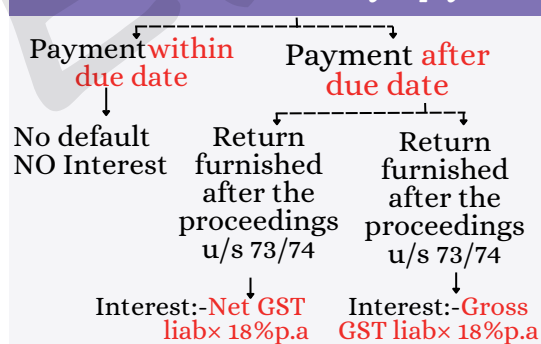 Payment within
due date
Payment after
due date
No default
NO Interest
Return
furnished
after the
proceedings
u/s 73/74
Return
furnished
after the
proceedings
u/s 73/74
Interest:-Net GST
liab× 18%p.a
Interest:-Gross
GST liab× 18%p.a